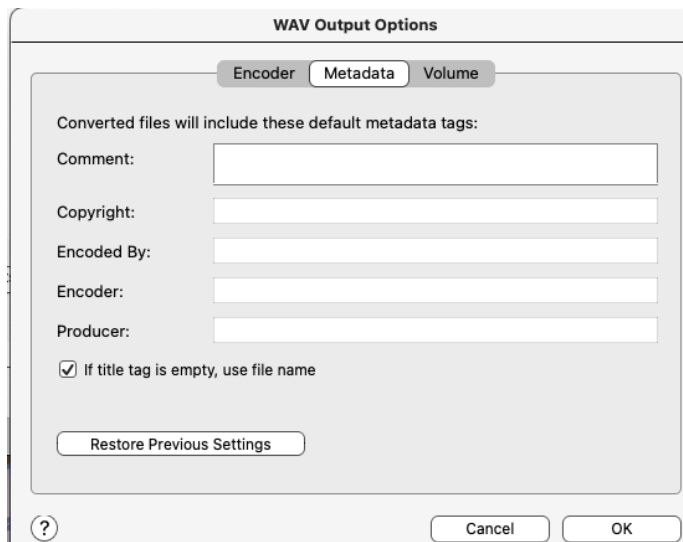 WAV Output Options
Encoder Metadata Volume
Converted files will include these default metadata tags:
Comment:
Copyright:
Encoded By:
Encoder:
Producer:
If title tag is empty, use file name
Restore Previous Settings
? Cancel OK